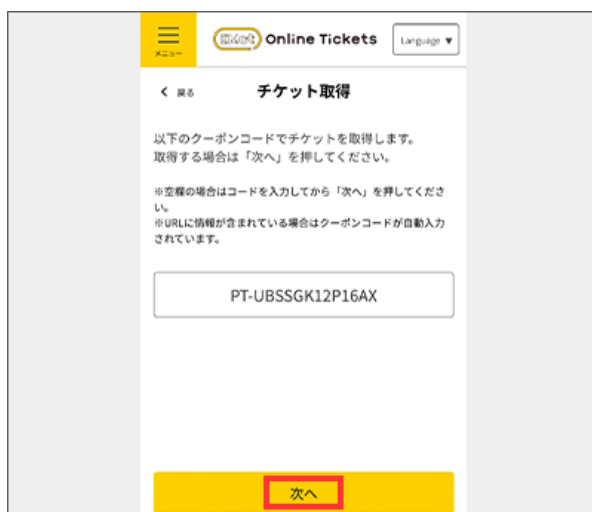 Online Tickets
Language ▼
メニュー
く 戻る
チケット取得
以下のクーポンコードでチケットを取得します。
取得する場合は「次へ」を押してください。
※空欄の場合はコードを入力してから「次へ」を押してくださ
い。
※URLに情報が含まれている場合はクーポンコードが自動入力
されています。
PT-UBSSGK12P16AX
次へ